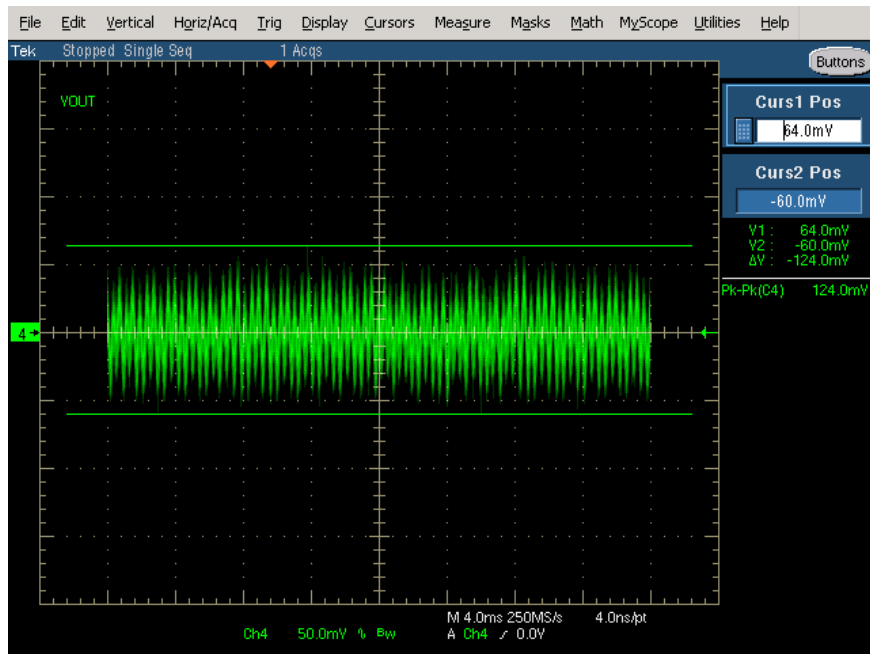 File Edit Vertical Horiz/Acq Trig Display Cursors Measure Masks Math MyScope Utilities Help
Tek Stopped Single Seq 1 Acqs
Buttons
VOUT
Curs1 Pos
64.0mV
Curs2 Pos
-60.0mV
V1 : 64.0mV
V2 : -60.0mV
ΔV : -124.0mV
Pk-Pk(C4) 124.0mV
4
M 4.0ms 250MS/s 4.0ns/pt
Ch4 50.0mV ∿ Bw A Ch4 ⁄ 0.0V